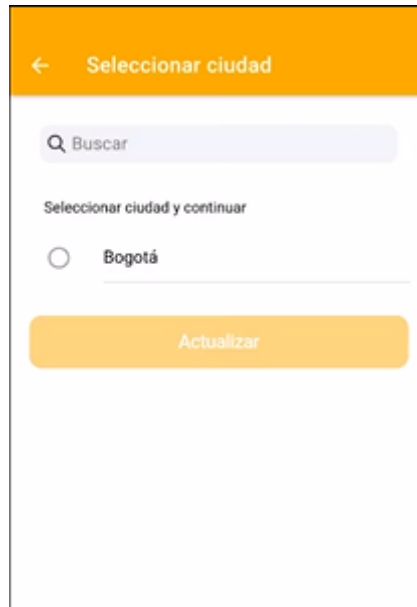 Seleccionar ciudad
Buscar
Seleccionar ciudad y continuar
Bogotá
Actualizar